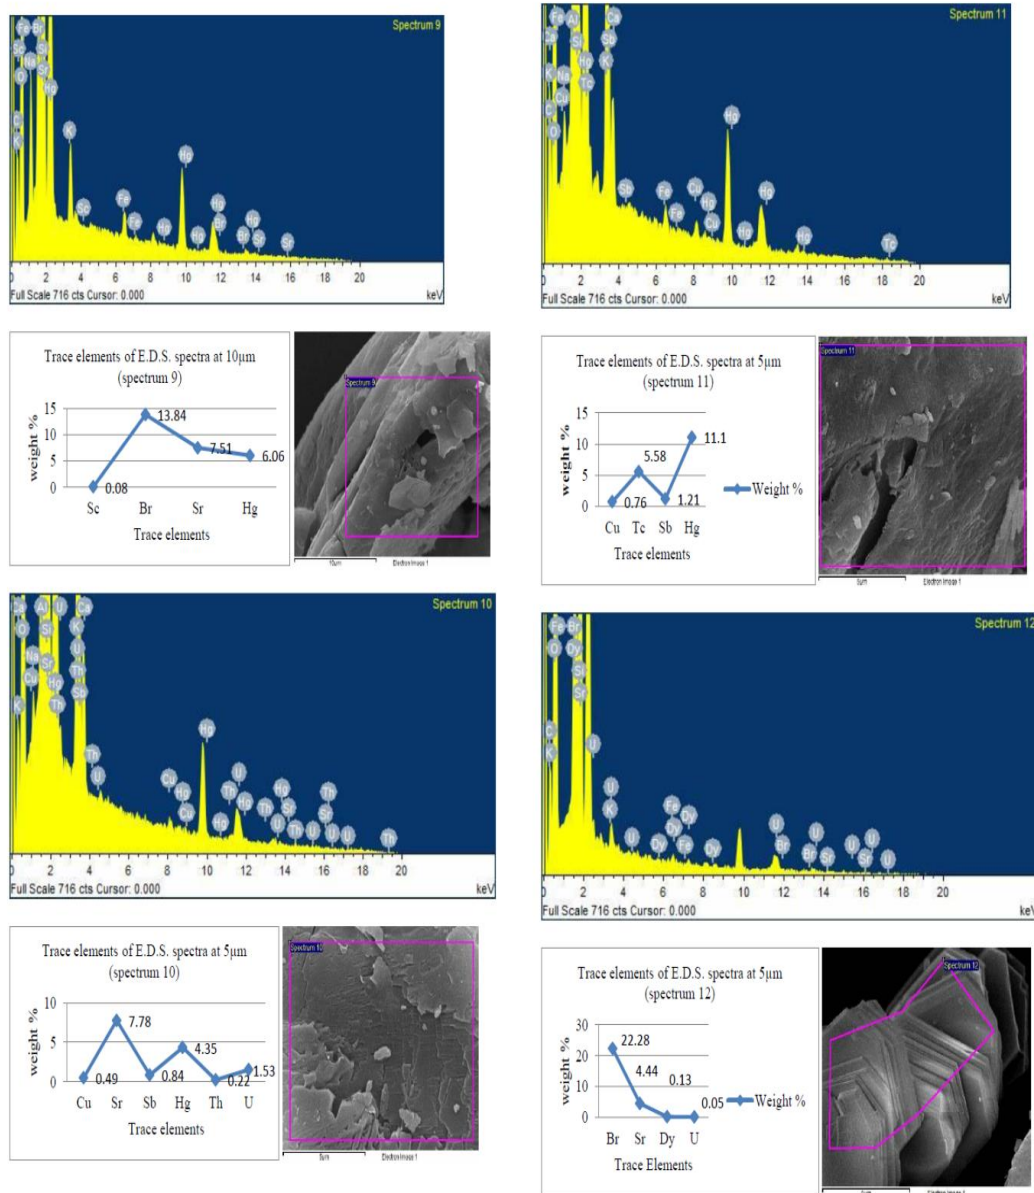 Spectrum 9
Fe Br
Sc Si
Na Sr
O Hg
C
K
K
Sc
Fe
Fe
Hg
Hg
Hg
Hg
Br
Hg
Br Sr
Sr
0 2 4 6 8 10 12 14 16 18 20
Full Scale 716 cts Cursor: 0.000 keV
Spectrum 11
Fe Al Ca
Ca Si Sb
K Na Hg K
C Cu Tc
O
Sb
Fe
Fe
Cu
Hg
Cu
Hg
Hg
Hg
Hg
Tc
0 2 4 6 8 10 12 14 16 18 20
Full Scale 716 cts Cursor: 0.000 keV
Trace elements of E.D.S. spectra at 10µm
(spectrum 9)
weight %
15
10
5
0
0.08
13.84
7.51
6.06
Sc Br Sr Hg
Trace elements
Spectrum 9
10µm Electron Image 1
Trace elements of E.D.S. spectra at 5µm
(spectrum 11)
weight %
15
10
5
0
0.76
5.58
1.21
11.1
Weight %
Cu Tc Sb Hg
Trace elements
Spectrum 11
5µm Electron Image 1
Spectrum 10
Ca Al U Ca
O Si K
Na Sr U
Cu Hg Th
K Th Sb
Th
U
Cu
Hg
Cu
Hg
Hg
Th
U
Hg
Th
Hg
U
Sr
Th
U
Th
Sr
U
U
Th
0 2 4 6 8 10 12 14 16 18 20
Full Scale 716 cts Cursor: 0.000 keV
Spectrum 12
Fe Br
O Dy
Si
Sr
C U
K
U
K
U
Dy
Fe
Dy
Fe
Dy
Dy
U
Br
Br
U
Sr
U
Sr
U
U
0 2 4 6 8 10 12 14 16 18 20
Full Scale 716 cts Cursor: 0.000 keV
Trace elements of E.D.S. spectra at 5µm
(spectrum 10)
weight %
10
5
0
0.49
7.78
0.84
4.35
0.22
1.53
Cu Sr Sb Hg Th U
Trace elements
Spectrum 10
5µm Electron Image 1
Trace elements of E.D.S. spectra at 5µm
(spectrum 12)
weight %
30
20
10
0
22.28
4.44
0.13
0.05
Weight %
Br Sr Dy U
Trace Elements
Spectrum 12